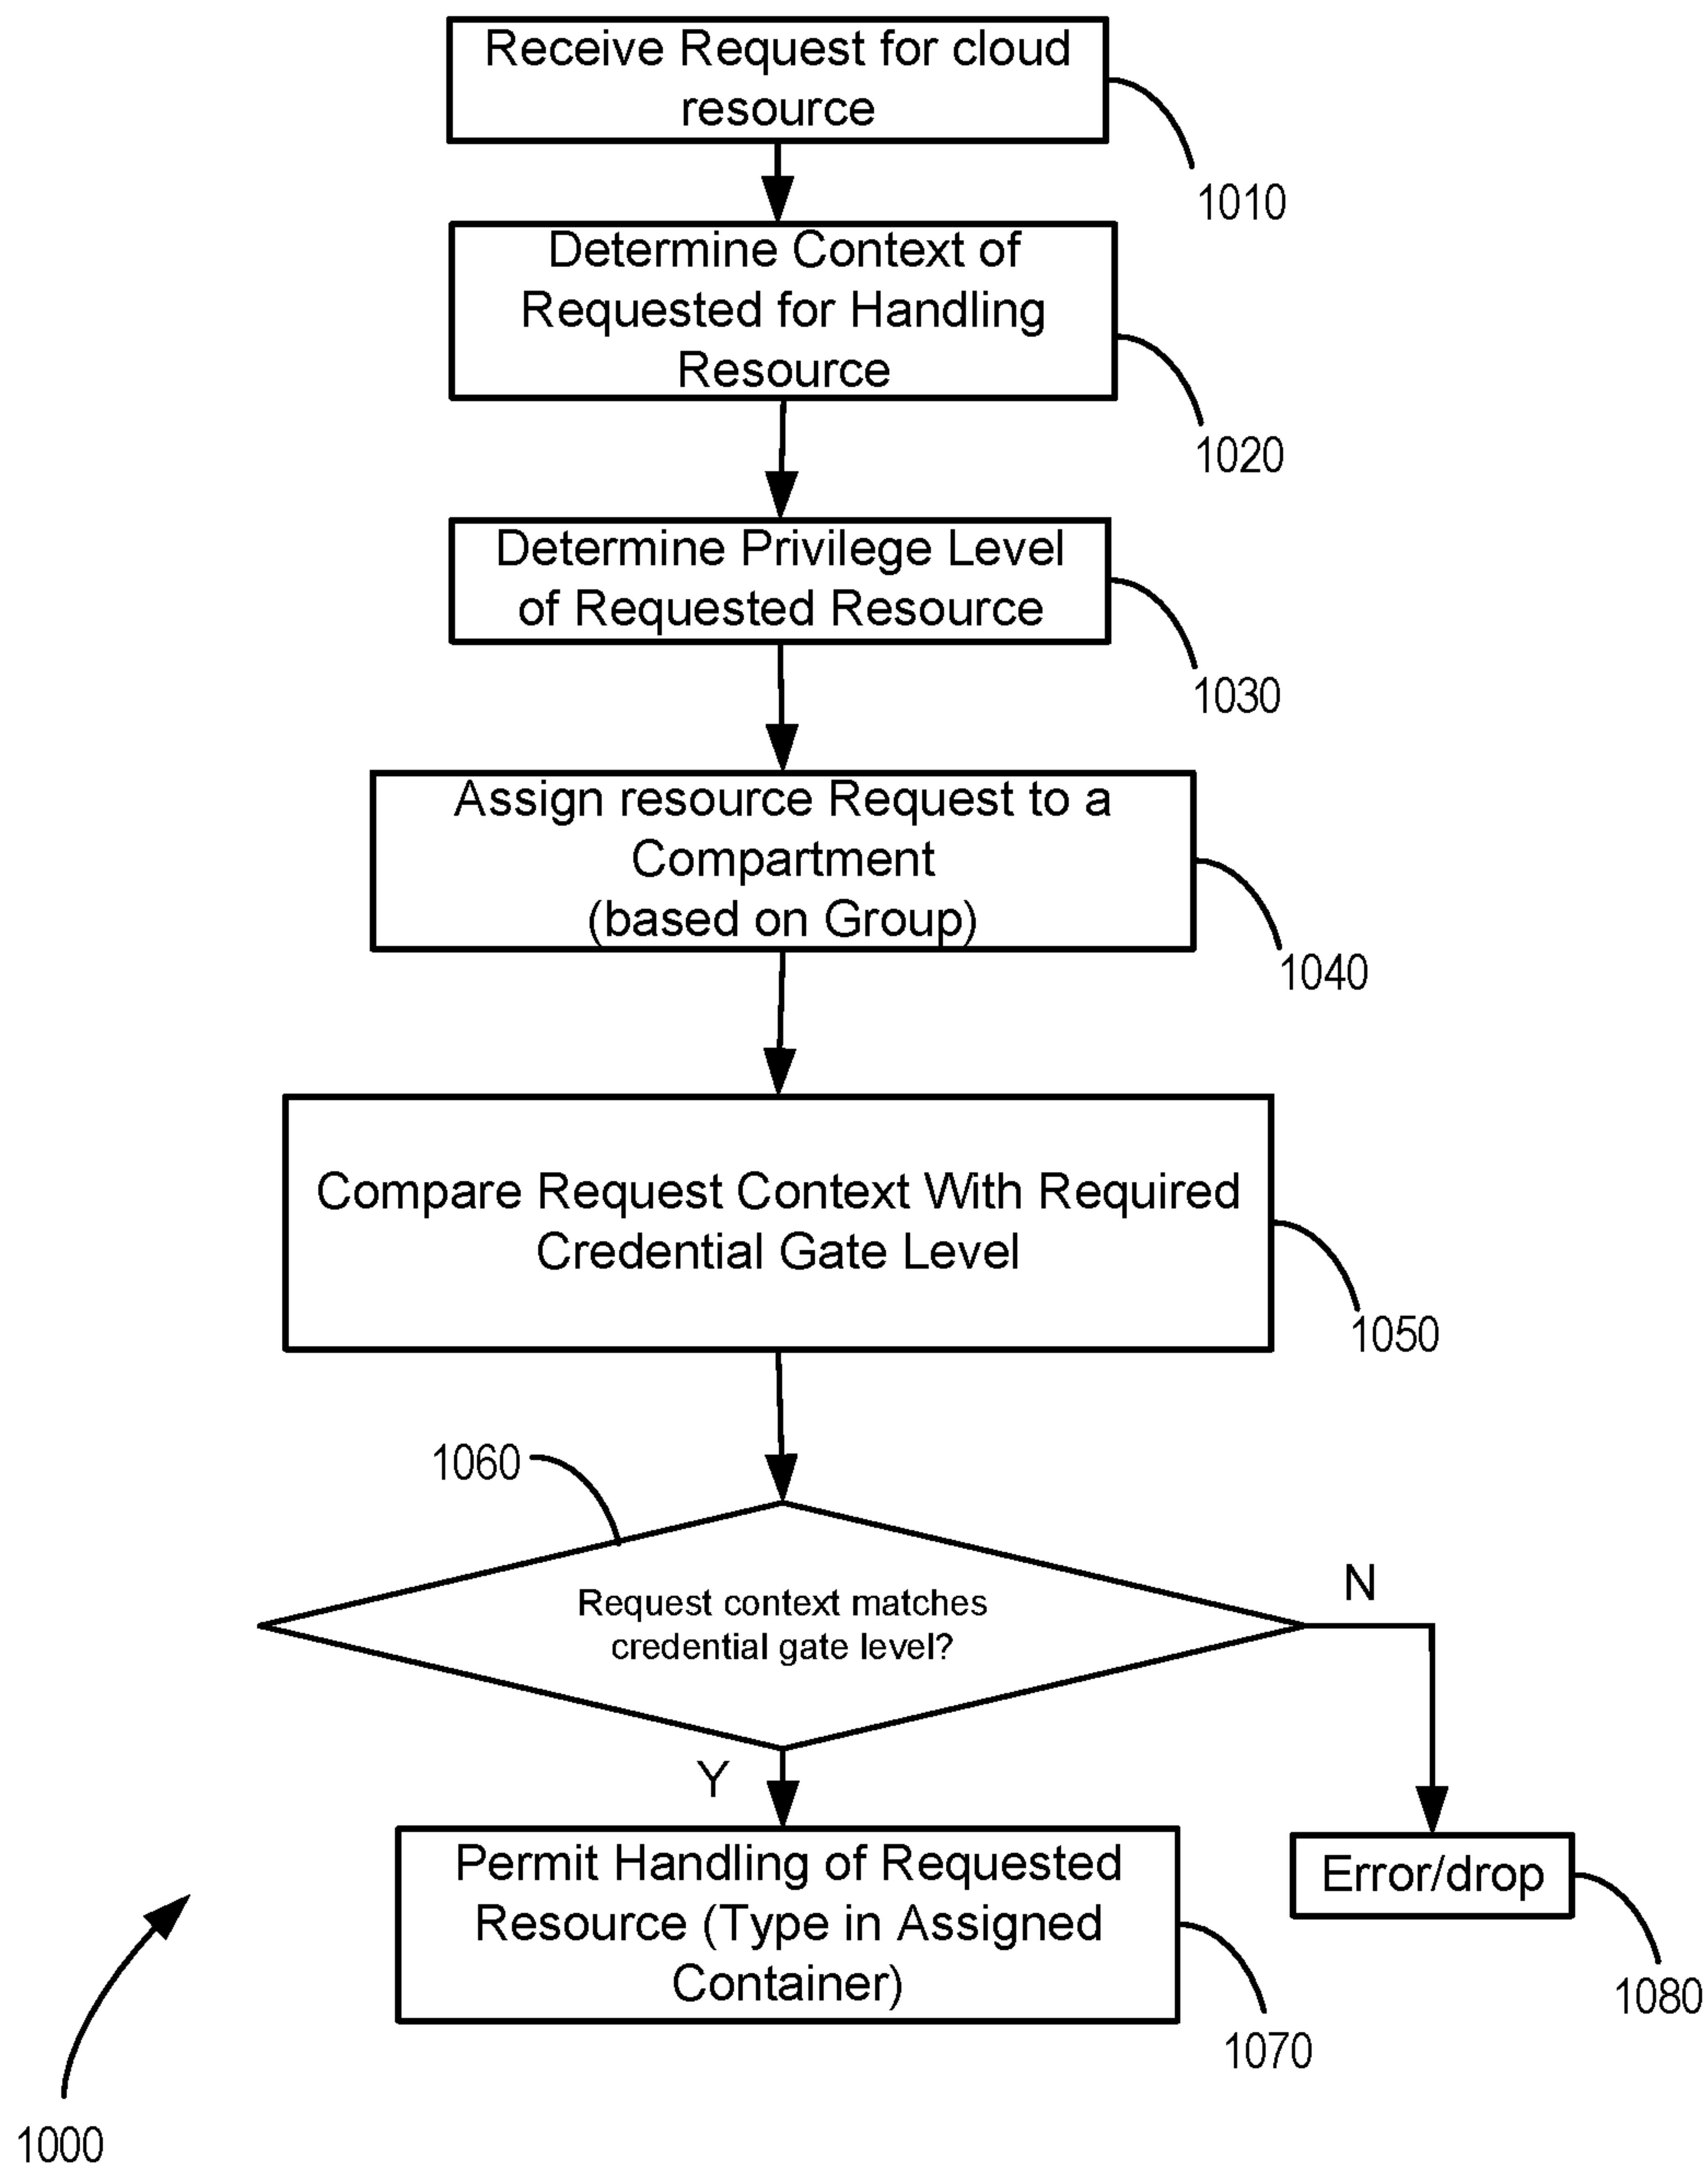 Receive Request for cloud
resource
1010
Determine Context of
Requested for Handling
Resource
1020
Determine Privilege Level
of Requested Resource
1030
Assign resource Request to a
Compartment
(based on Group)
1040
Compare Request Context With Required
Credential Gate Level
1050
1060
Request context matches
credential gate level?
N
Y
Permit Handling of Requested
Resource (Type in Assigned
Container)
1070
Error/drop
1080
1000